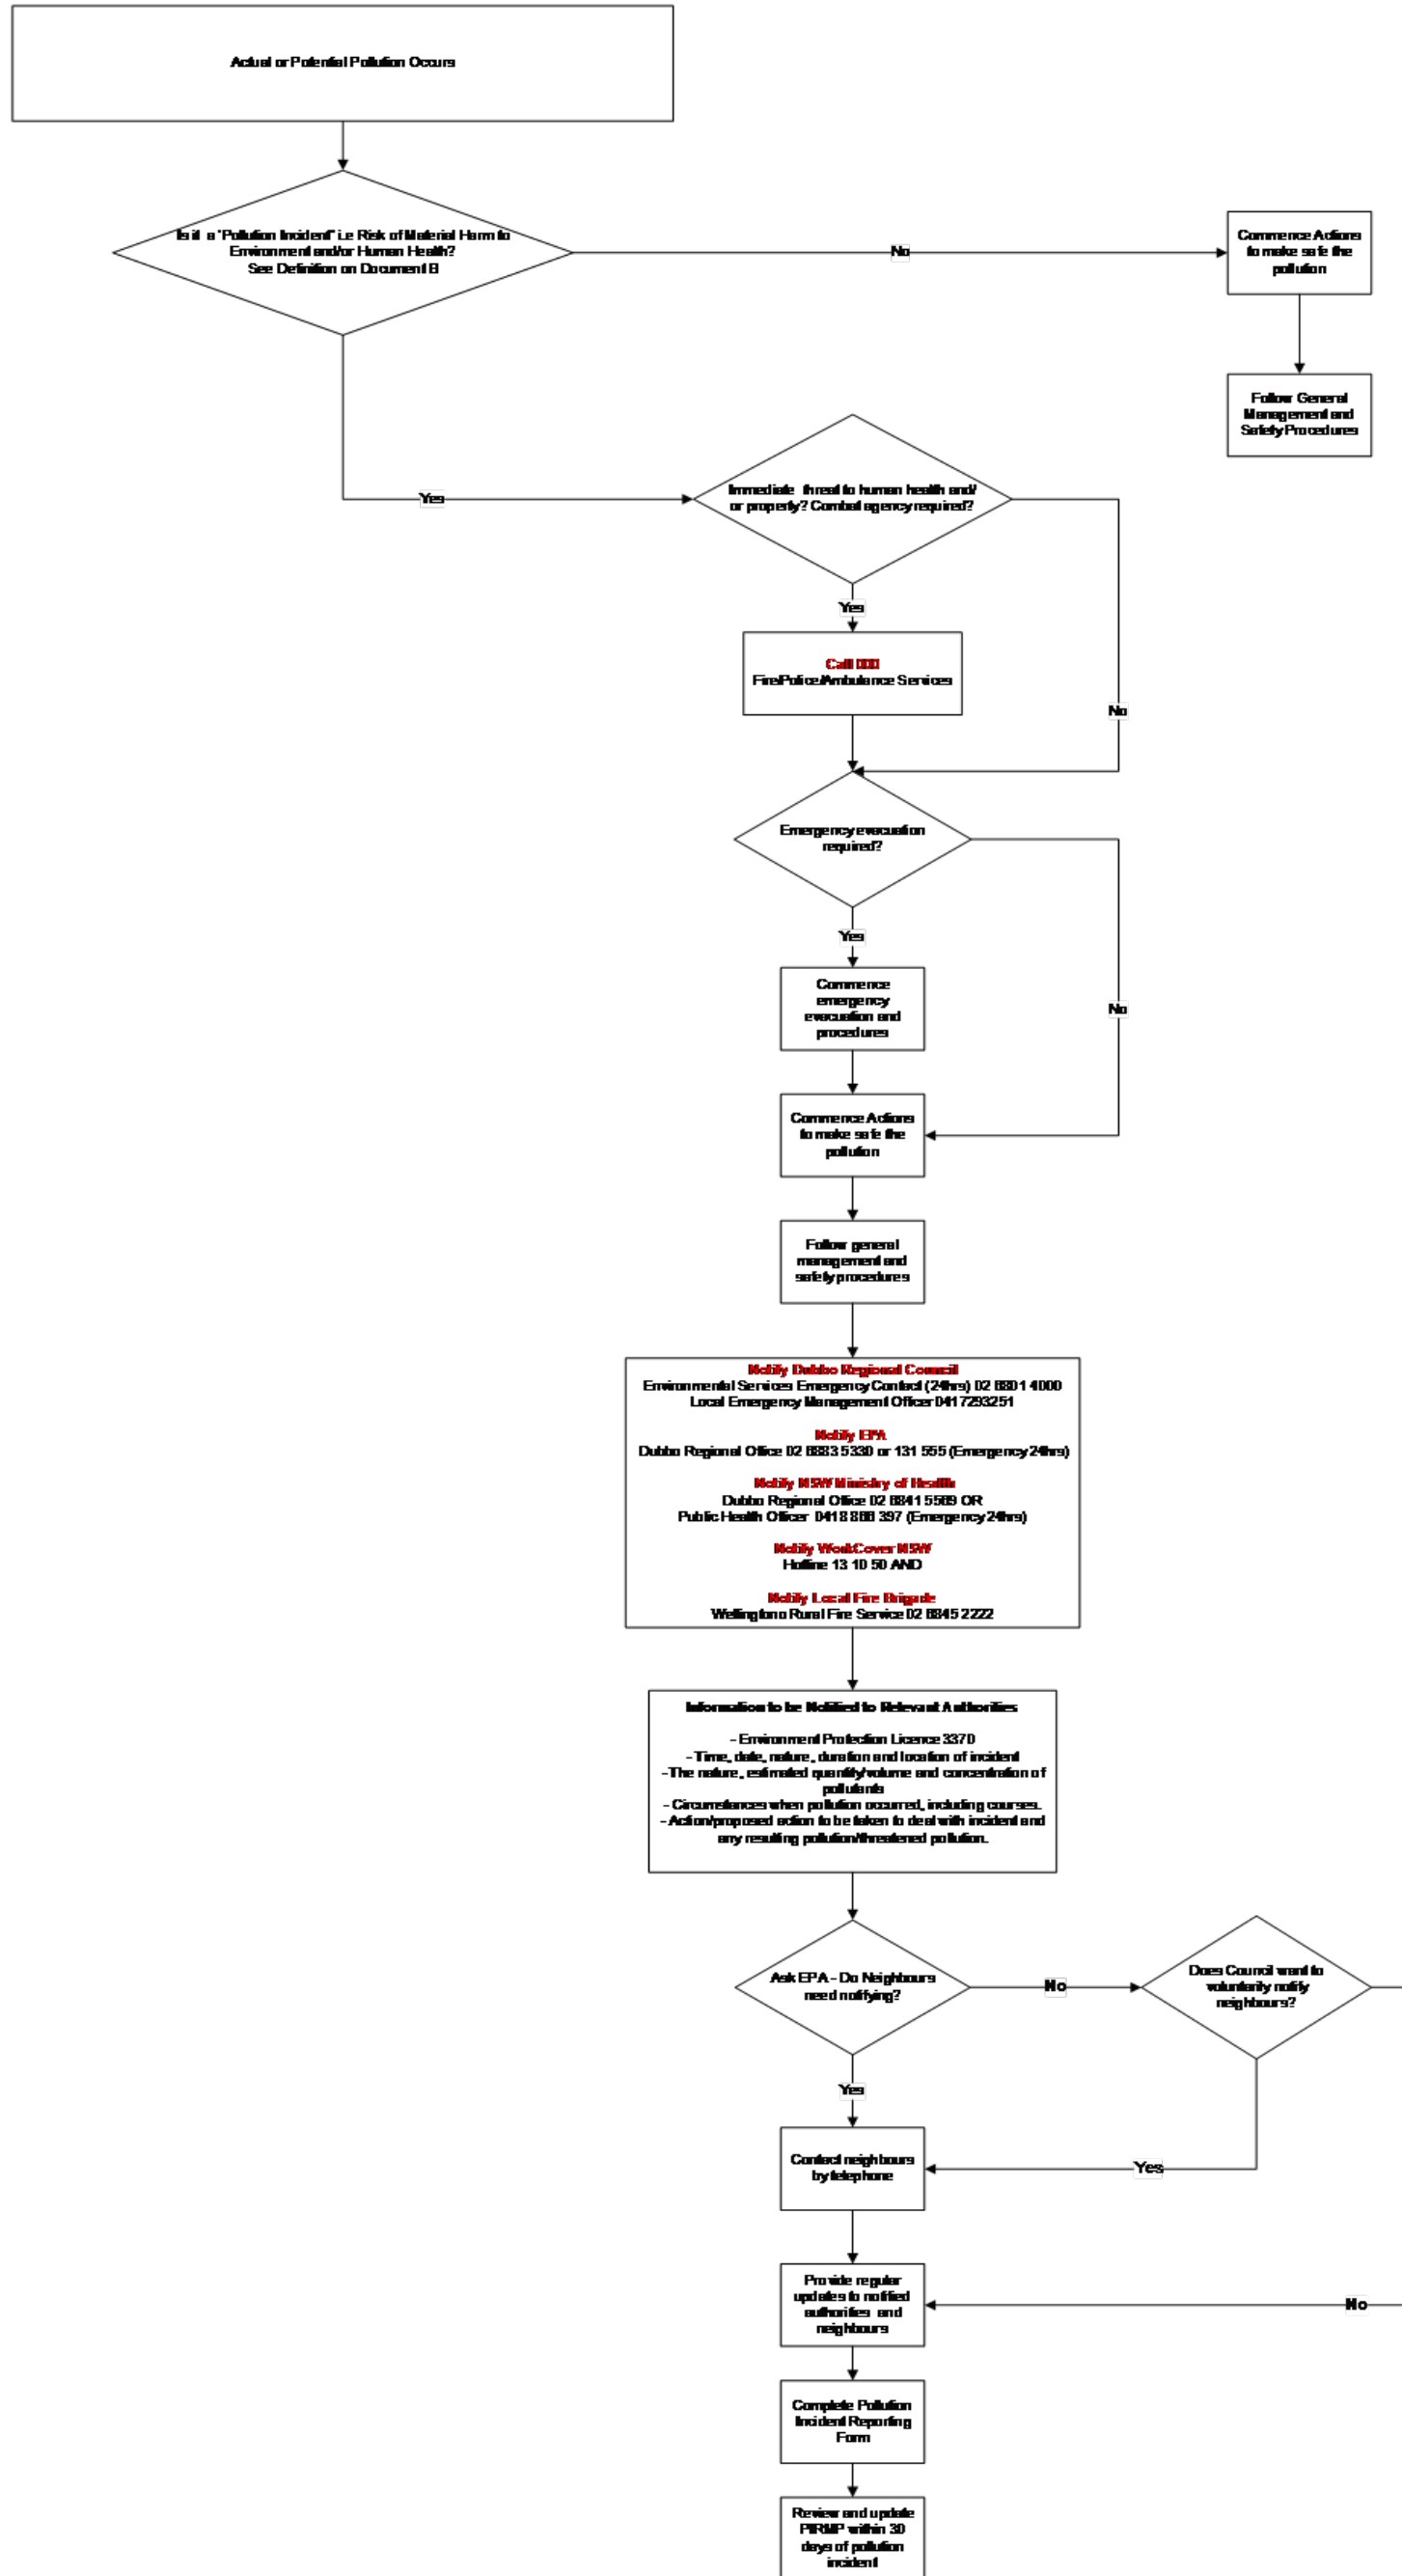 Actual or Potential Pollution Occurs
Is it a "Pollution Incident" i.e Risk of Material Harm to
Environment and/or Human Health?
See Definition on Document B
No
Commence Actions
to make safe the
pollution
Follow General
Management and
Safety Procedures
Yes
Immediate threat to human health and/
or property? Combat agency required?
Yes
Call 000
Fire/Police/Ambulance Services
No
Emergency evacuation
required?
Yes
Commence
emergency
evacuation and
procedures
No
Commence Actions
to make safe the
pollution
Follow general
management and
safety procedures
Notify Dubbo Regional Council
Environmental Services Emergency Contact (24hrs) 02 6801 4000
Local Emergency Management Officer 0417293251
Notify EPA
Dubbo Regional Office 02 6883 5330 or 131 555 (Emergency 24hrs)
Notify NSW Ministry of Health
Dubbo Regional Office 02 6841 5569 OR
Public Health Officer 0418 866 397 (Emergency 24hrs)
Notify WorkCover NSW
Hotline 13 10 50 AND
Notify Local Fire Brigade
Wellingtono Rural Fire Service 02 6845 2222
Information to be Notified to Relevant Authorities
- Environment Protection Licence 3370
- Time, date, nature, duration and location of incident
- The nature, estimated quantity/volume and concentration of
pollutants
- Circumstances when pollution occurred, including courses.
- Action/proposed action to be taken to deal with incident and
any resulting pollution/threatened pollution.
Ask EPA - Do Neighbours
need notifying?
No
Does Council want to
voluntarily notify
neighbours?
Yes
Contact neighbours
by telephone
Yes
Provide regular
updates to notified
authorities and
neighbours
No
Complete Pollution
Incident Reporting
Form
Review and update
PIRMP within 30
days of pollution
incident